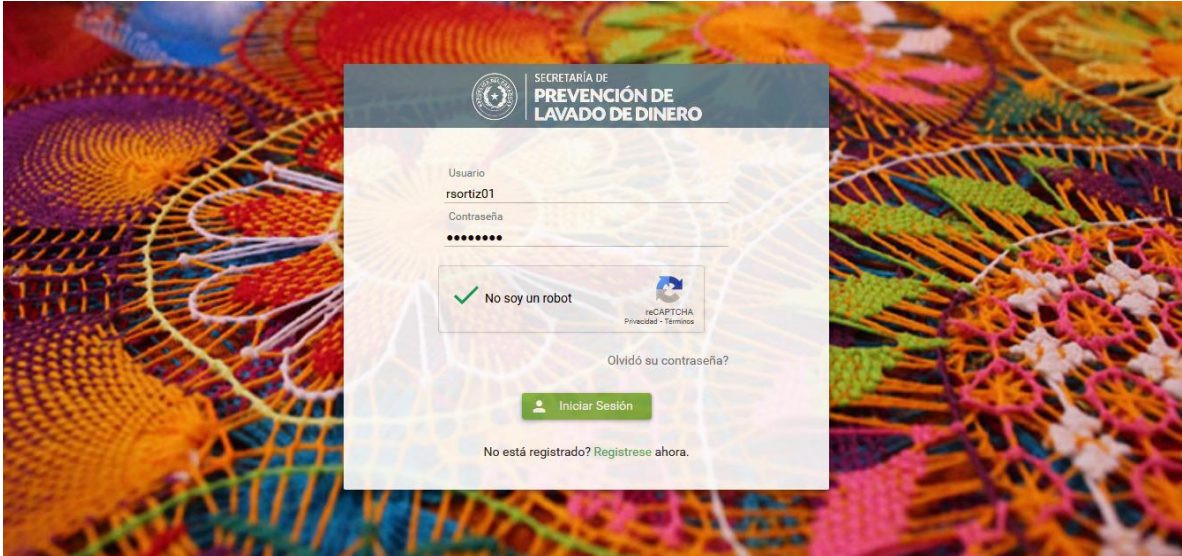 SECRETARÍA DE
PREVENCIÓN DE
LAVADO DE DINERO
Usuario
rsortiz01
Contraseña
••••••••
No soy un robot
reCAPTCHA
Privacidad - Términos
Olvidó su contraseña?
Iniciar Sesión
No está registrado? Registrese ahora.